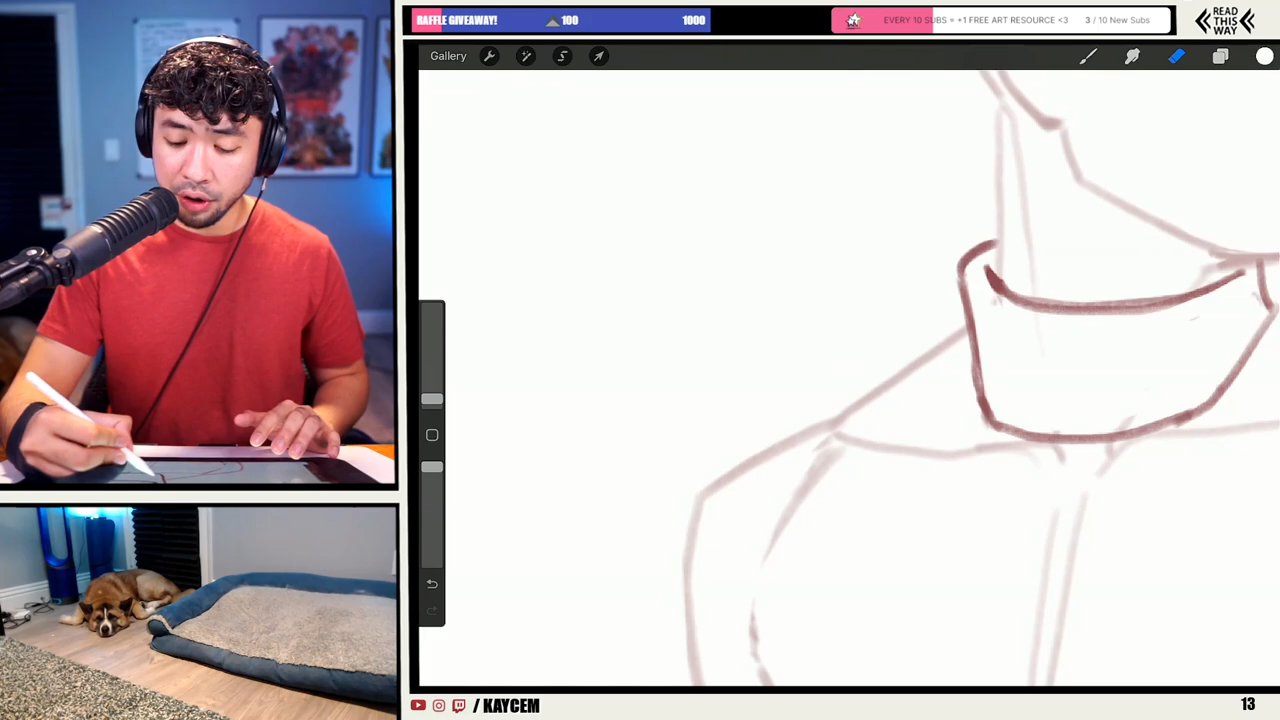 RAFFLE GIVEAWAY!
100
1000
EVERY 10 SUBS = +1 FREE ART RESOURCE <3
3 / 10 New Subs
READ
THIS
WAY
Gallery
/ KAYCEM
13